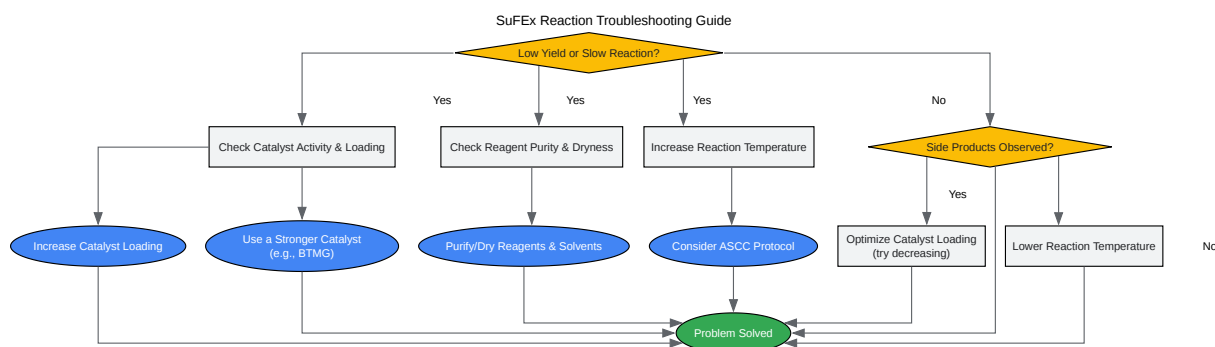 SuFEx Reaction Troubleshooting Guide
Low Yield or Slow Reaction?
Yes
Yes
Yes
No
Check Catalyst Activity & Loading
Check Reagent Purity & Dryness
Increase Reaction Temperature
Side Products Observed?
Yes
Increase Catalyst Loading
Use a Stronger Catalyst
(e.g., BTMG)
Purify/Dry Reagents & Solvents
Consider ASCC Protocol
Optimize Catalyst Loading
(try decreasing)
Lower Reaction Temperature
No
Problem Solved